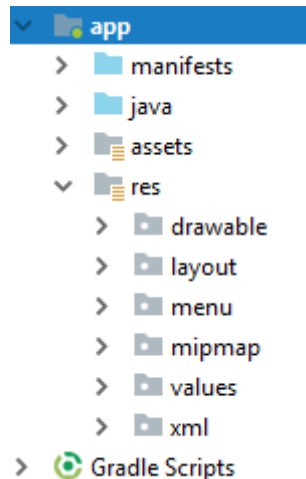 app
manifests
java
assets
res
drawable
layout
menu
mipmap
values
xml
Gradle Scripts